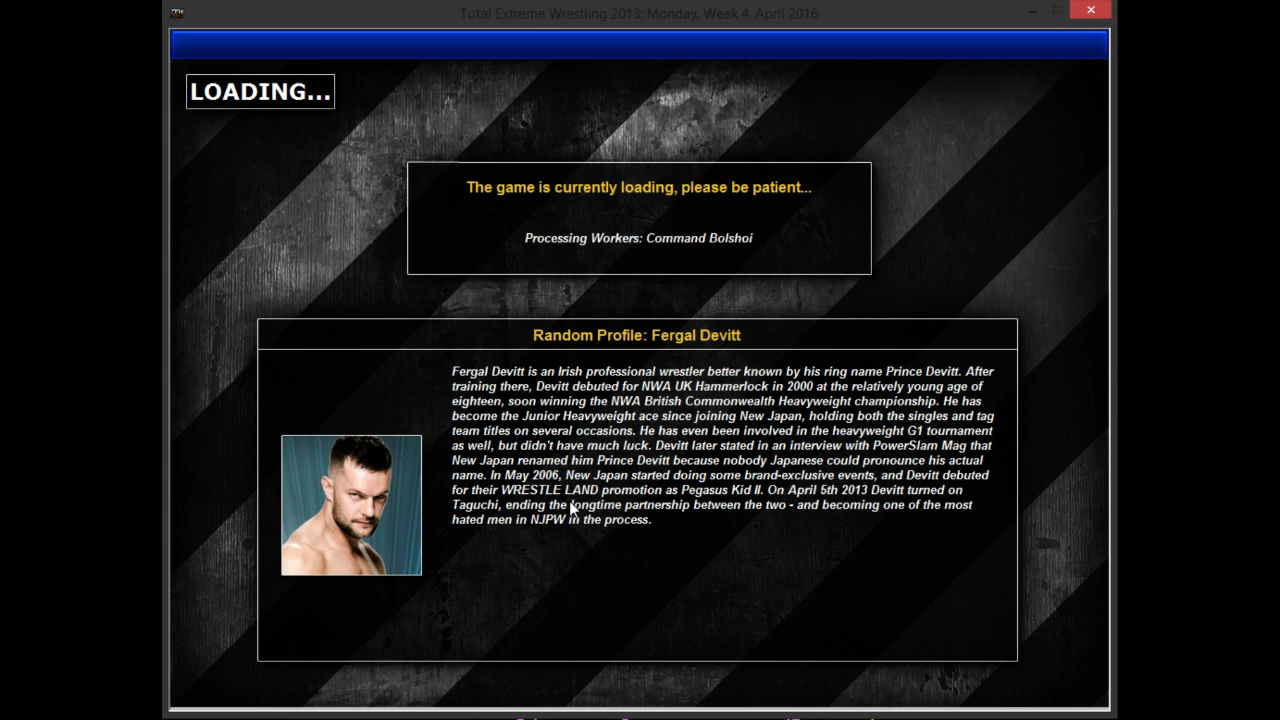 TEW
Total Extreme Wrestling 2013: Monday, Week 4, April 2016
LOADING...
The game is currently loading, please be patient...
Processing Workers: Command Bolshoi
Random Profile: Fergal Devitt
Fergal Devitt is an Irish professional wrestler better known by his ring name Prince Devitt. After
training there, Devitt debuted for NWA UK Hammerlock in 2000 at the relatively young age of
eighteen, soon winning the NWA British Commonwealth Heavyweight championship. He has
become the Junior Heavyweight ace since joining New Japan, holding both the singles and tag
team titles on several occasions. He has even been involved in the heavyweight G1 tournament
as well, but didn't have much luck. Devitt later stated in an interview with PowerSlam Mag that
New Japan renamed him Prince Devitt because nobody Japanese could pronounce his actual
name. In May 2006, New Japan started doing some brand-exclusive events, and Devitt debuted
for their WRESTLE LAND promotion as Pegasus Kid II. On April 5th 2013 Devitt turned on
Taguchi, ending the longtime partnership between the two - and becoming one of the most
hated men in NJPW in the process.